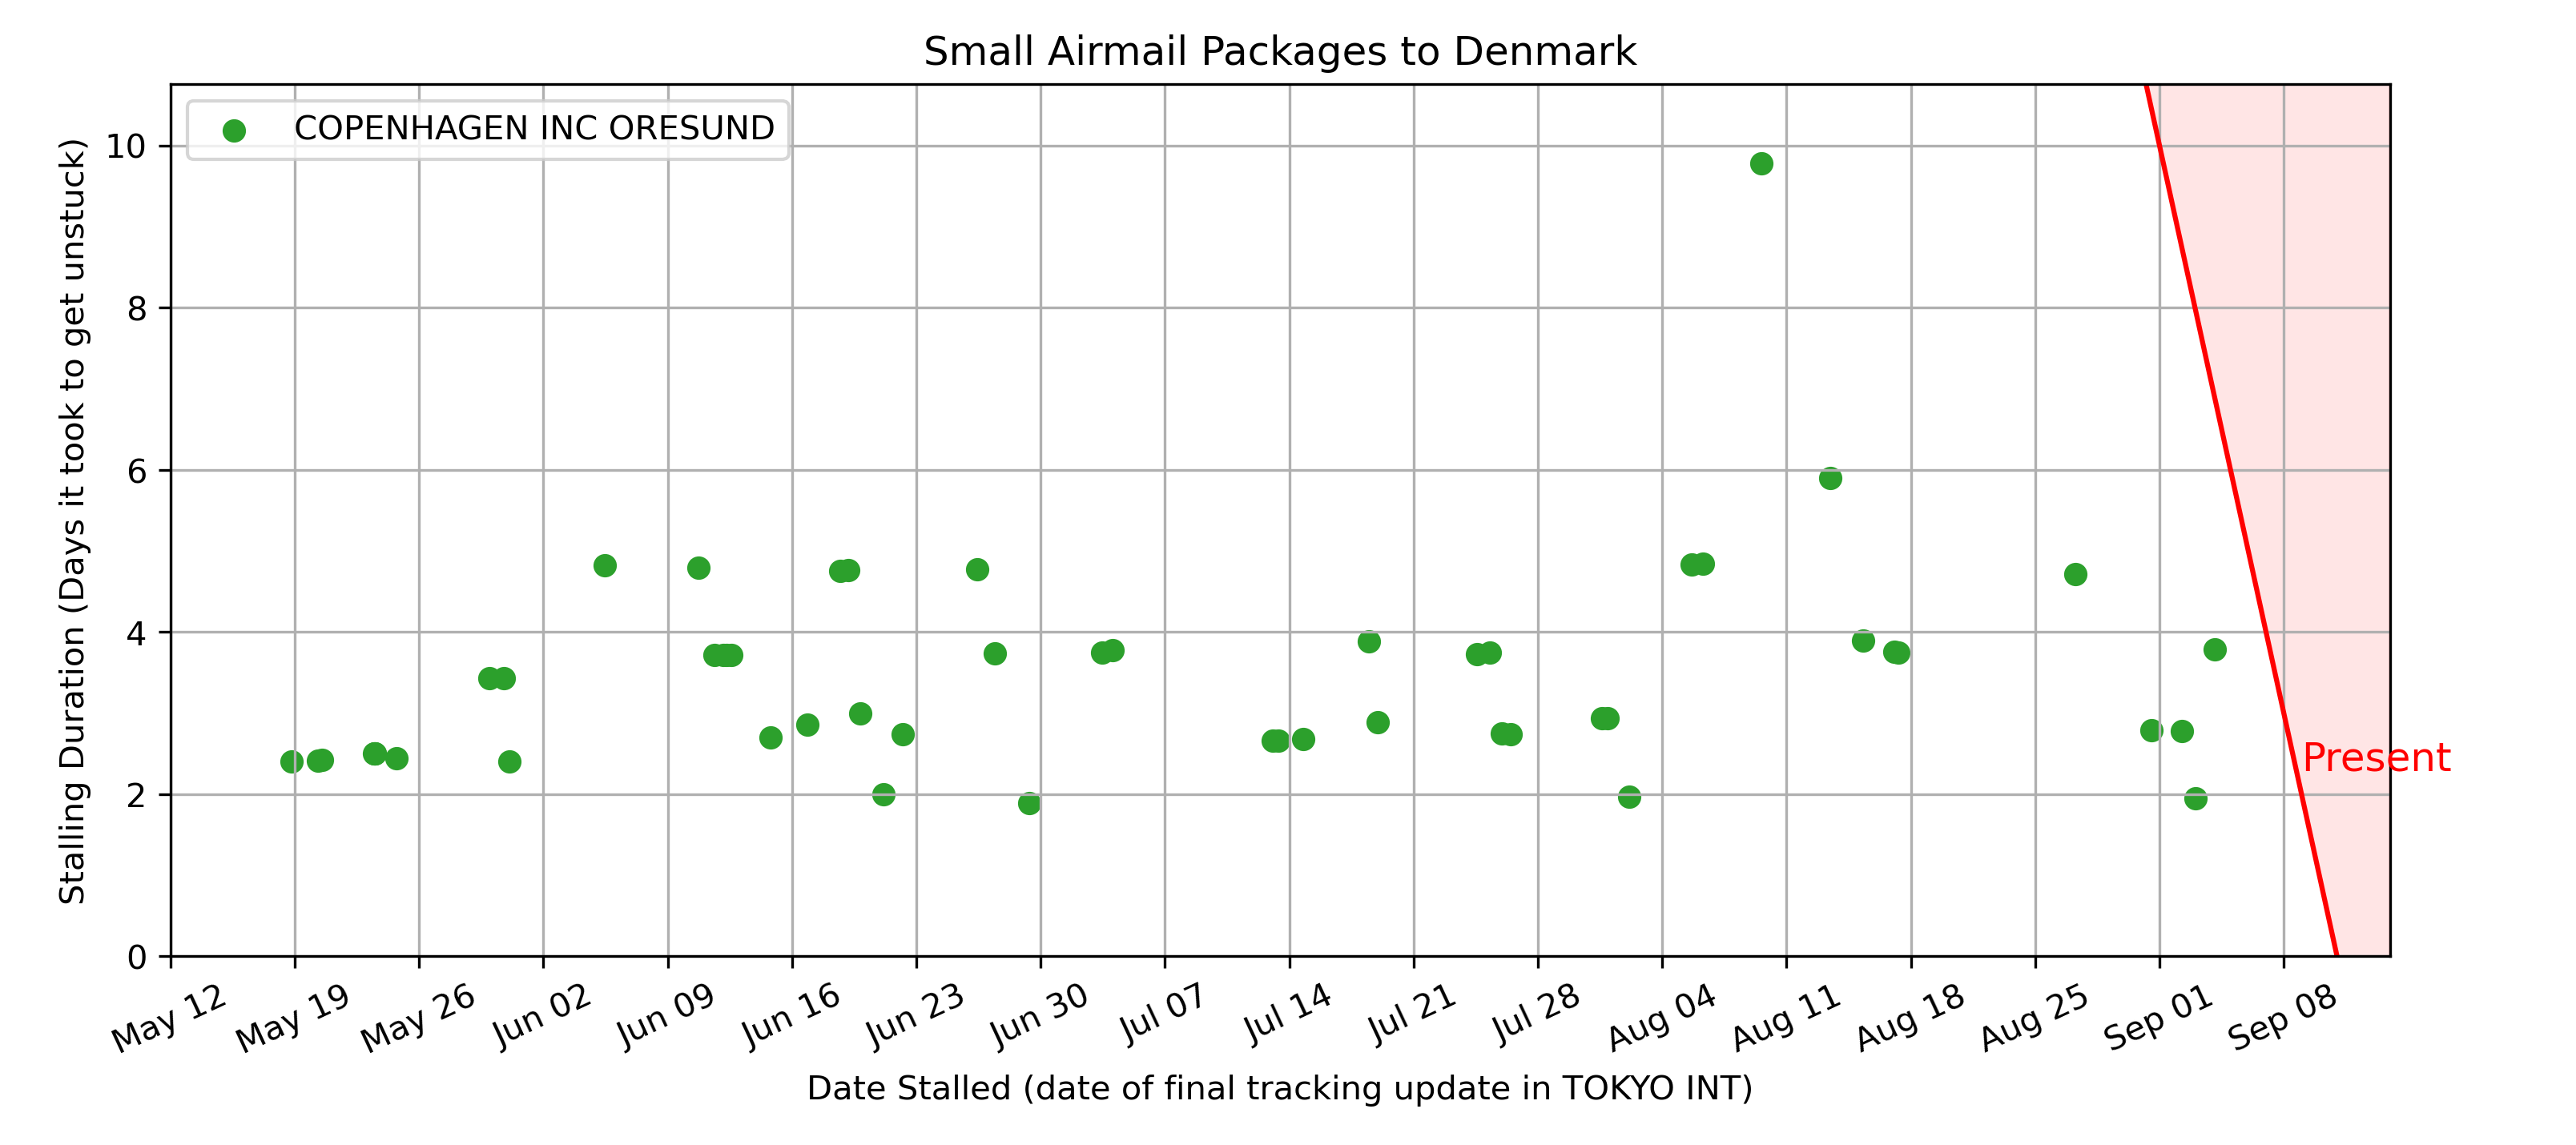 Small Airmail Packages to Denmark
COPENHAGEN INC ORESUND
Stalling Duration (Days it took to get unstuck)
10
8
6
4
2
0
Present
May 12
May 19
May 26
Jun 02
Jun 09
Jun 16
Jun 23
Jun 30
Jul 07
Jul 14
Jul 21
Jul 28
Aug 04
Aug 11
Aug 18
Aug 25
Sep 01
Sep 08
Date Stalled (date of final tracking update in TOKYO INT)